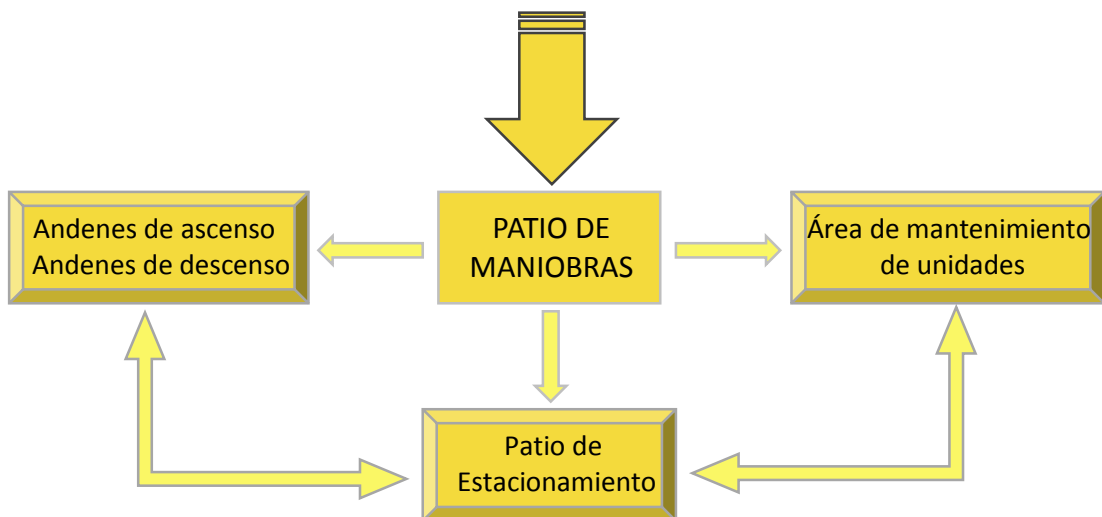 Andenes de ascenso
Andenes de descenso
PATIO DE
MANIOBRAS
Área de mantenimiento
de unidades
Patio de
Estacionamiento